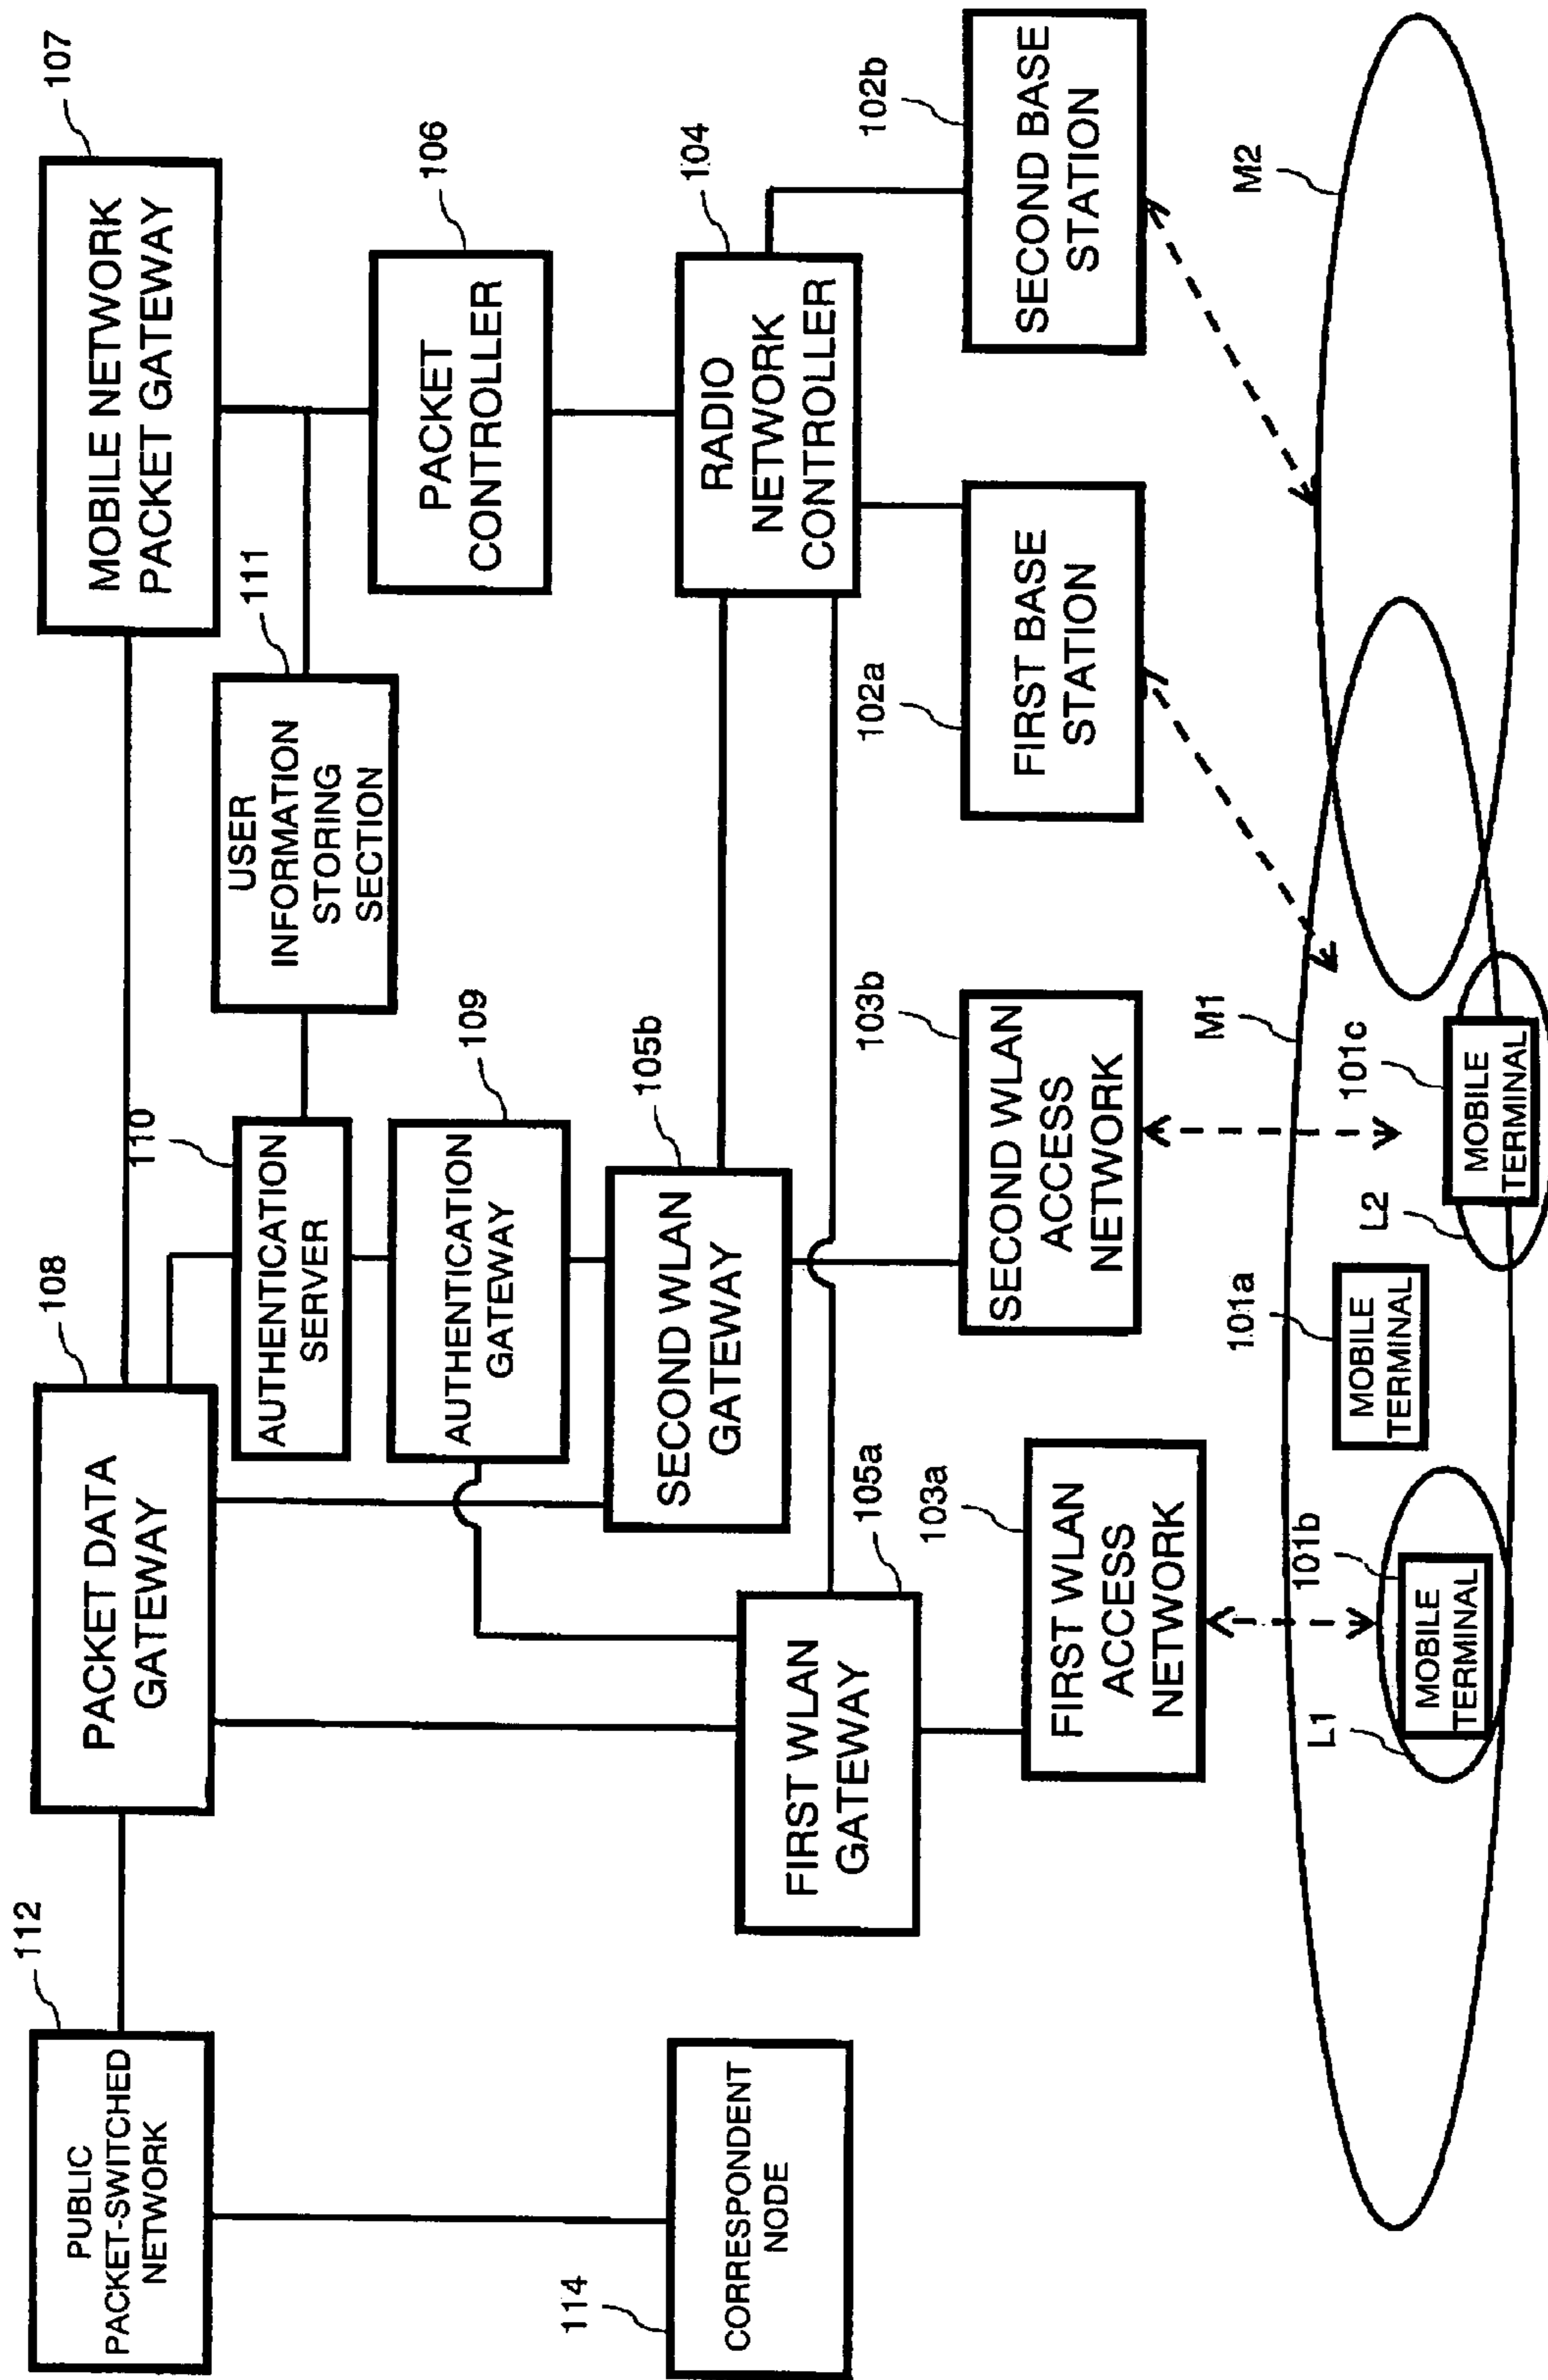 112
PUBLIC
PACKET-SWITCHED
NETWORK
108
PACKET DATA
GATEWAY
107
MOBILE NETWORK
PACKET GATEWAY
110
AUTHENTICATION
SERVER
111
USER
INFORMATION
STORING
SECTION
109
AUTHENTICATION
GATEWAY
106
PACKET
CONTROLLER
114
CORRESPONDENT
NODE
105a
FIRST WLAN
GATEWAY
105b
SECOND WLAN
GATEWAY
104
RADIO
NETWORK
CONTROLLER
103a
FIRST WLAN
ACCESS
NETWORK
103b
SECOND WLAN
ACCESS
NETWORK
102a
FIRST BASE
STATION
102b
SECOND BASE
STATION
L1
101b
MOBILE
TERMINAL
101a
MOBILE
TERMINAL
L2
101c
MOBILE
TERMINAL
M1
M2